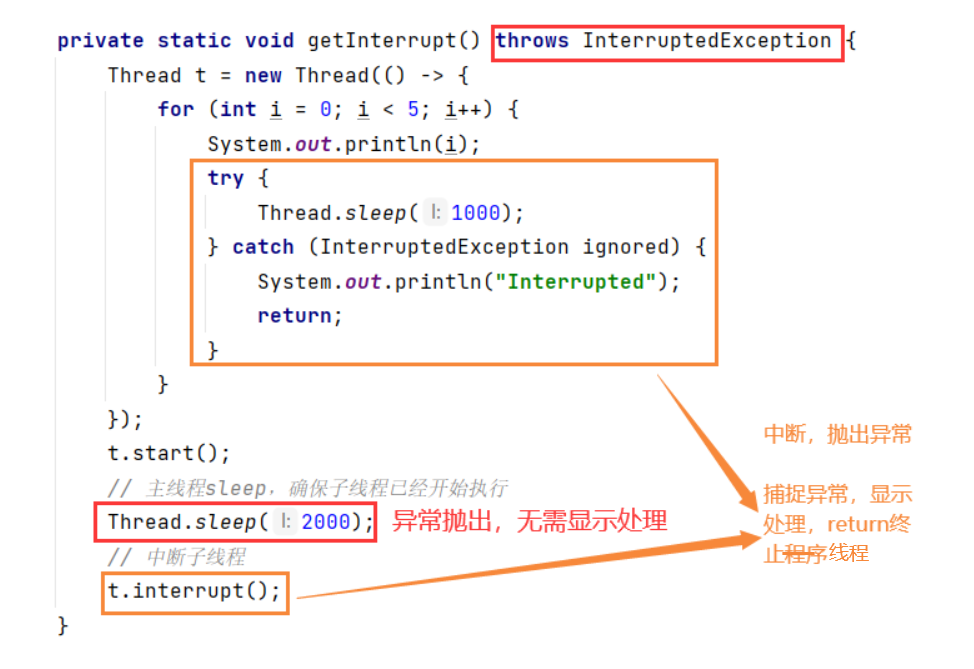 private static void getInterrupt() throws InterruptedException {
Thread t = new Thread(() -> {
for (int i = 0; i < 5; i++) {
System.out.println(i);
try {
Thread.sleep( l: 1000);
} catch (InterruptedException ignored) {
System.out.println("Interrupted");
return;
}
}
});
t.start();
// 主线程sleep，确保子线程已经开始执行
Thread.sleep( l: 2000); 异常抛出，无需显示处理
// 中断子线程
t.interrupt();
}
中断，抛出异常
捕捉异常，显示
处理，return终
止程序线程